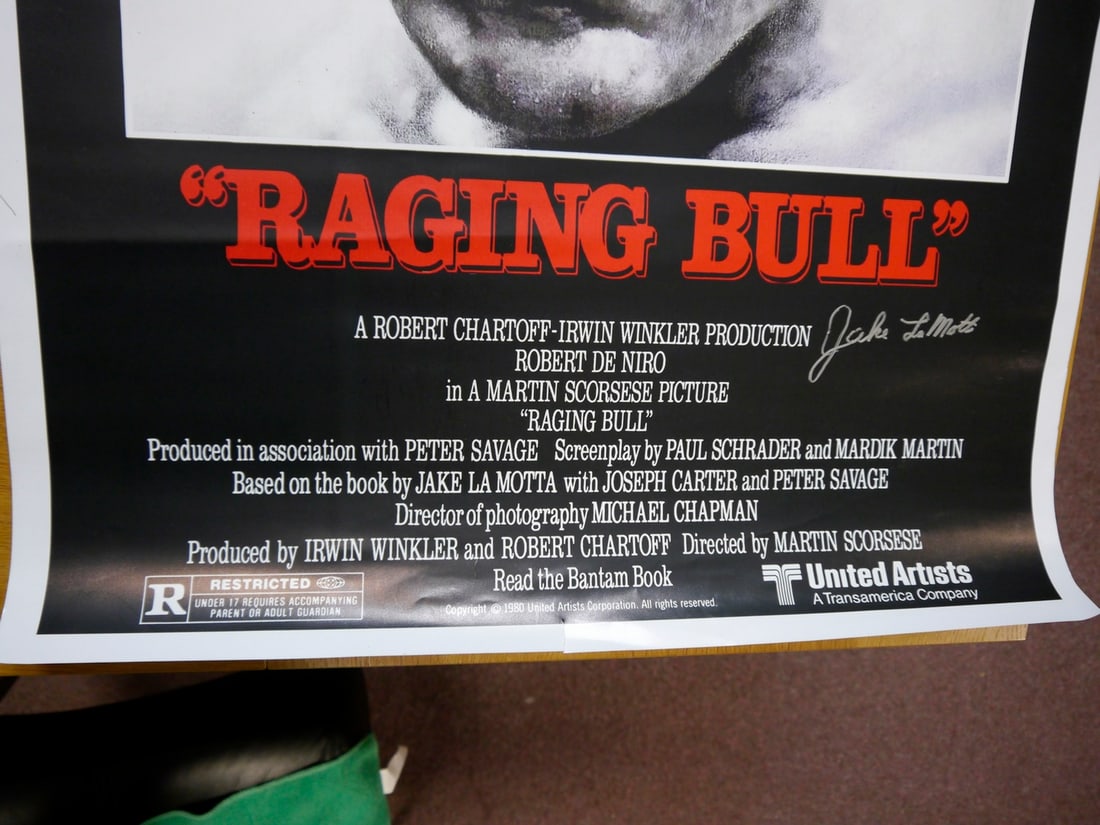 “RAGING BULL”
A ROBERT CHARTOFF-IRWIN WINKLER PRODUCTION
Jake LaMotta
ROBERT DE NIRO
in A MARTIN SCORSESE PICTURE
“RAGING BULL”
Produced in association with PETER SAVAGE Screenplay by PAUL SCHRADER and MARDIK MARTIN
Based on the book by JAKE LA MOTTA with JOSEPH CARTER and PETER SAVAGE
Director of photography MICHAEL CHAPMAN
Produced by IRWIN WINKLER and ROBERT CHARTOFF Directed by MARTIN SCORSESE
Read the Bantam Book
R RESTRICTED
UNDER 17 REQUIRES ACCOMPANYING
PARENT OR ADULT GUARDIAN
Copyright © 1980 United Artists Corporation. All rights reserved.
United Artists
A Transamerica Company